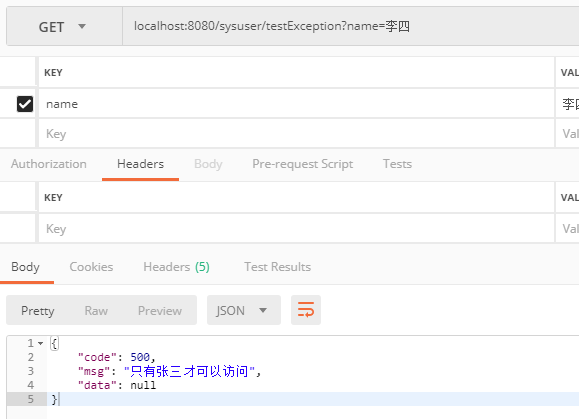 GET localhost:8080/sysuser/testException?name=李四
KEY VAL
name 李四
Key Val
Authorization Headers Body Pre-request Script Tests
KEY VAL
Key Val
Body Cookies Headers (5) Test Results
Pretty Raw Preview JSON
1 {
2 "code": 500,
3 "msg": "只有张三才可以访问",
4 "data": null
5 }